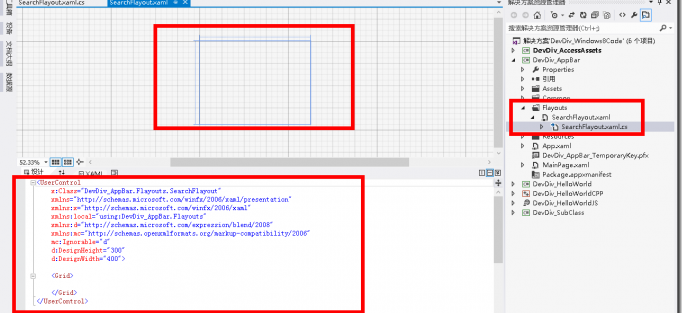 SearchFlayout.xaml.cs
SearchFlayout.xaml
52.33%
设计
XAML
<UserControl
x:Class="DevDiv_AppBar.Flayouts.SearchFlayout"
xmlns="http://schemas.microsoft.com/winfx/2006/xaml/presentation"
xmlns:x="http://schemas.microsoft.com/winfx/2006/xaml"
xmlns:local="using:DevDiv_AppBar.Flayouts"
xmlns:d="http://schemas.microsoft.com/expression/blend/2008"
xmlns:mc="http://schemas.openxmlformats.org/markup-compatibility/2006"
mc:Ignorable="d"
d:DesignHeight="300"
d:DesignWidth="400">
<Grid>
</Grid>
</UserControl>
解决方案资源管理器
搜索解决方案资源管理器(Ctrl+;)
解决方案'DevDiv_Windows8Code' (6 个项目)
DevDiv_AccessAssets
DevDiv_AppBar
Properties
引用
Assets
Common
Flayouts
SearchFlayout.xaml
SearchFlayout.xaml.cs
Resources
App.xaml
DevDiv_AppBar_TemporaryKey.pfx
MainPage.xaml
Package.appxmanifest
DevDiv_HelloWorld
DevDiv_HelloWorldCPP
DevDiv_HelloWorldJS
DevDiv_SubClass